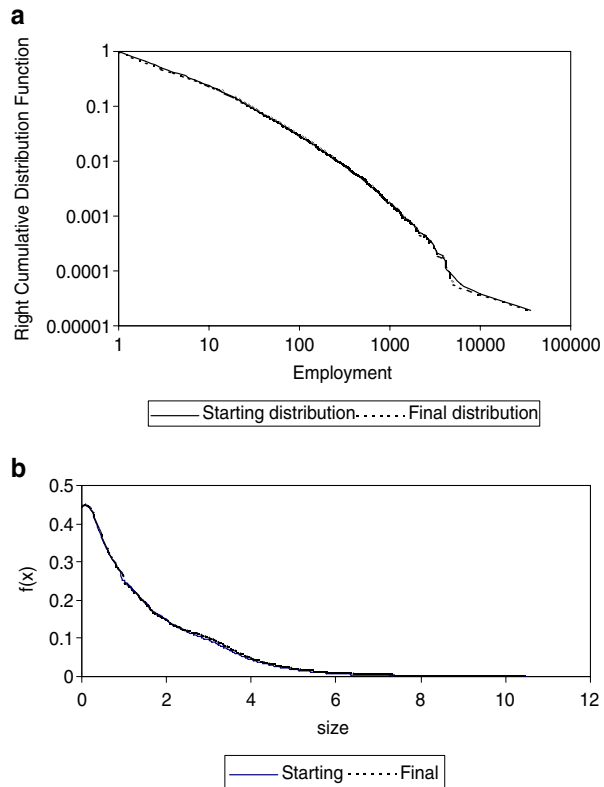 a
Right Cumulative Distribution Function
1
0.1
0.01
0.001
0.0001
0.00001
1 10 100 1000 10000 100000
Employment
Starting distribution Final distribution
b
f(x)
0.5
0.4
0.3
0.2
0.1
0
0 2 4 6 8 10 12
size
Starting Final